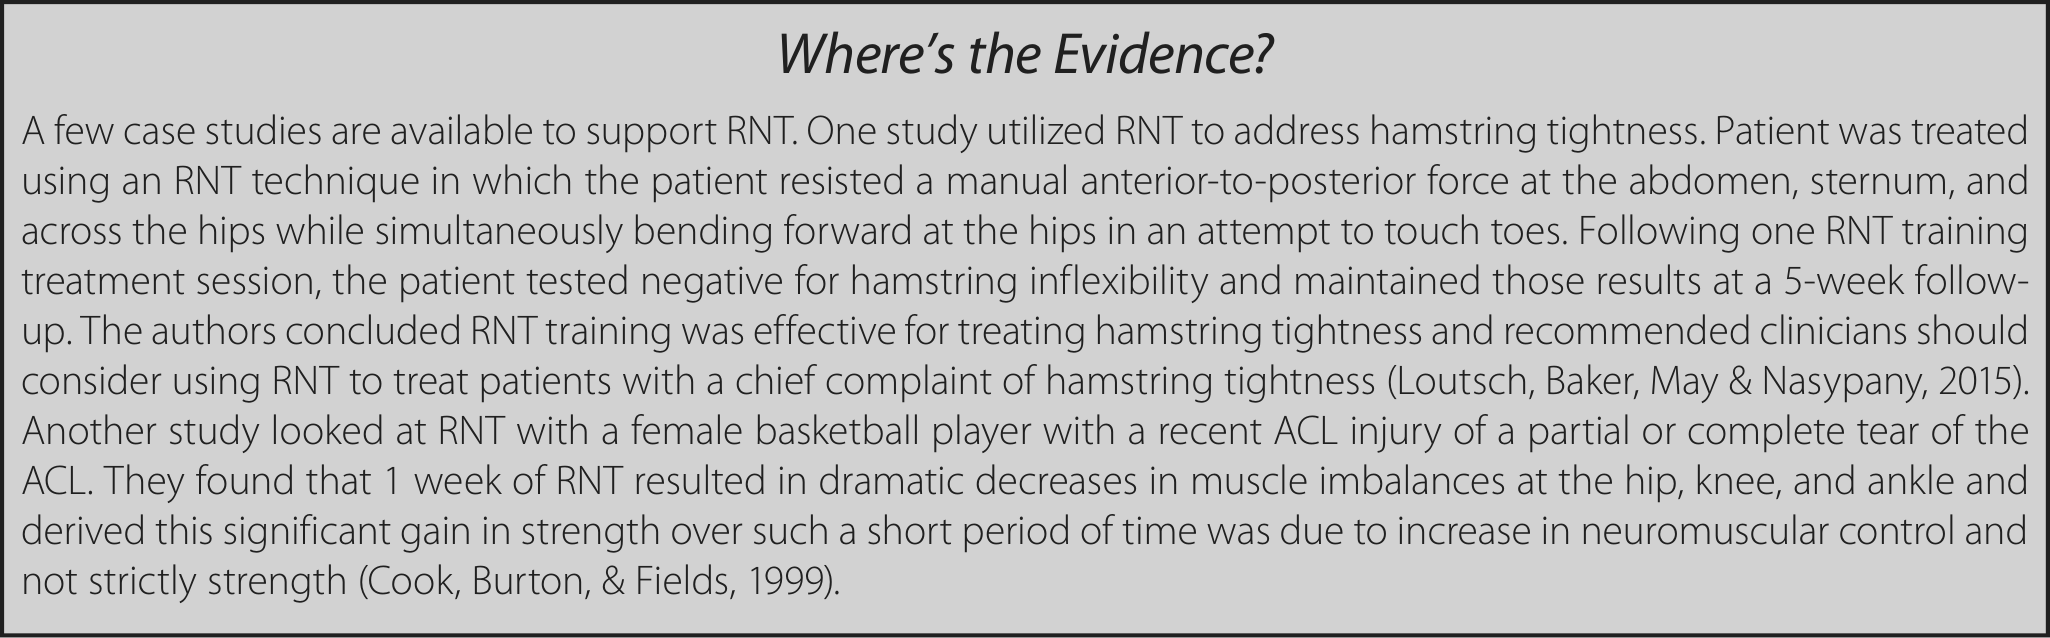 Where’s the Evidence?
A few case studies are available to support RNT. One study utilized RNT to address hamstring tightness. Patient was treated
using an RNT technique in which the patient resisted a manual anterior-to-posterior force at the abdomen, sternum, and
across the hips while simultaneously bending forward at the hips in an attempt to touch toes. Following one RNT training
treatment session, the patient tested negative for hamstring inflexibility and maintained those results at a 5-week follow-
up. The authors concluded RNT training was effective for treating hamstring tightness and recommended clinicians should
consider using RNT to treat patients with a chief complaint of hamstring tightness (Loutsch, Baker, May & Nasypany, 2015).
Another study looked at RNT with a female basketball player with a recent ACL injury of a partial or complete tear of the
ACL. They found that 1 week of RNT resulted in dramatic decreases in muscle imbalances at the hip, knee, and ankle and
derived this significant gain in strength over such a short period of time was due to increase in neuromuscular control and
not strictly strength (Cook, Burton, & Fields, 1999).